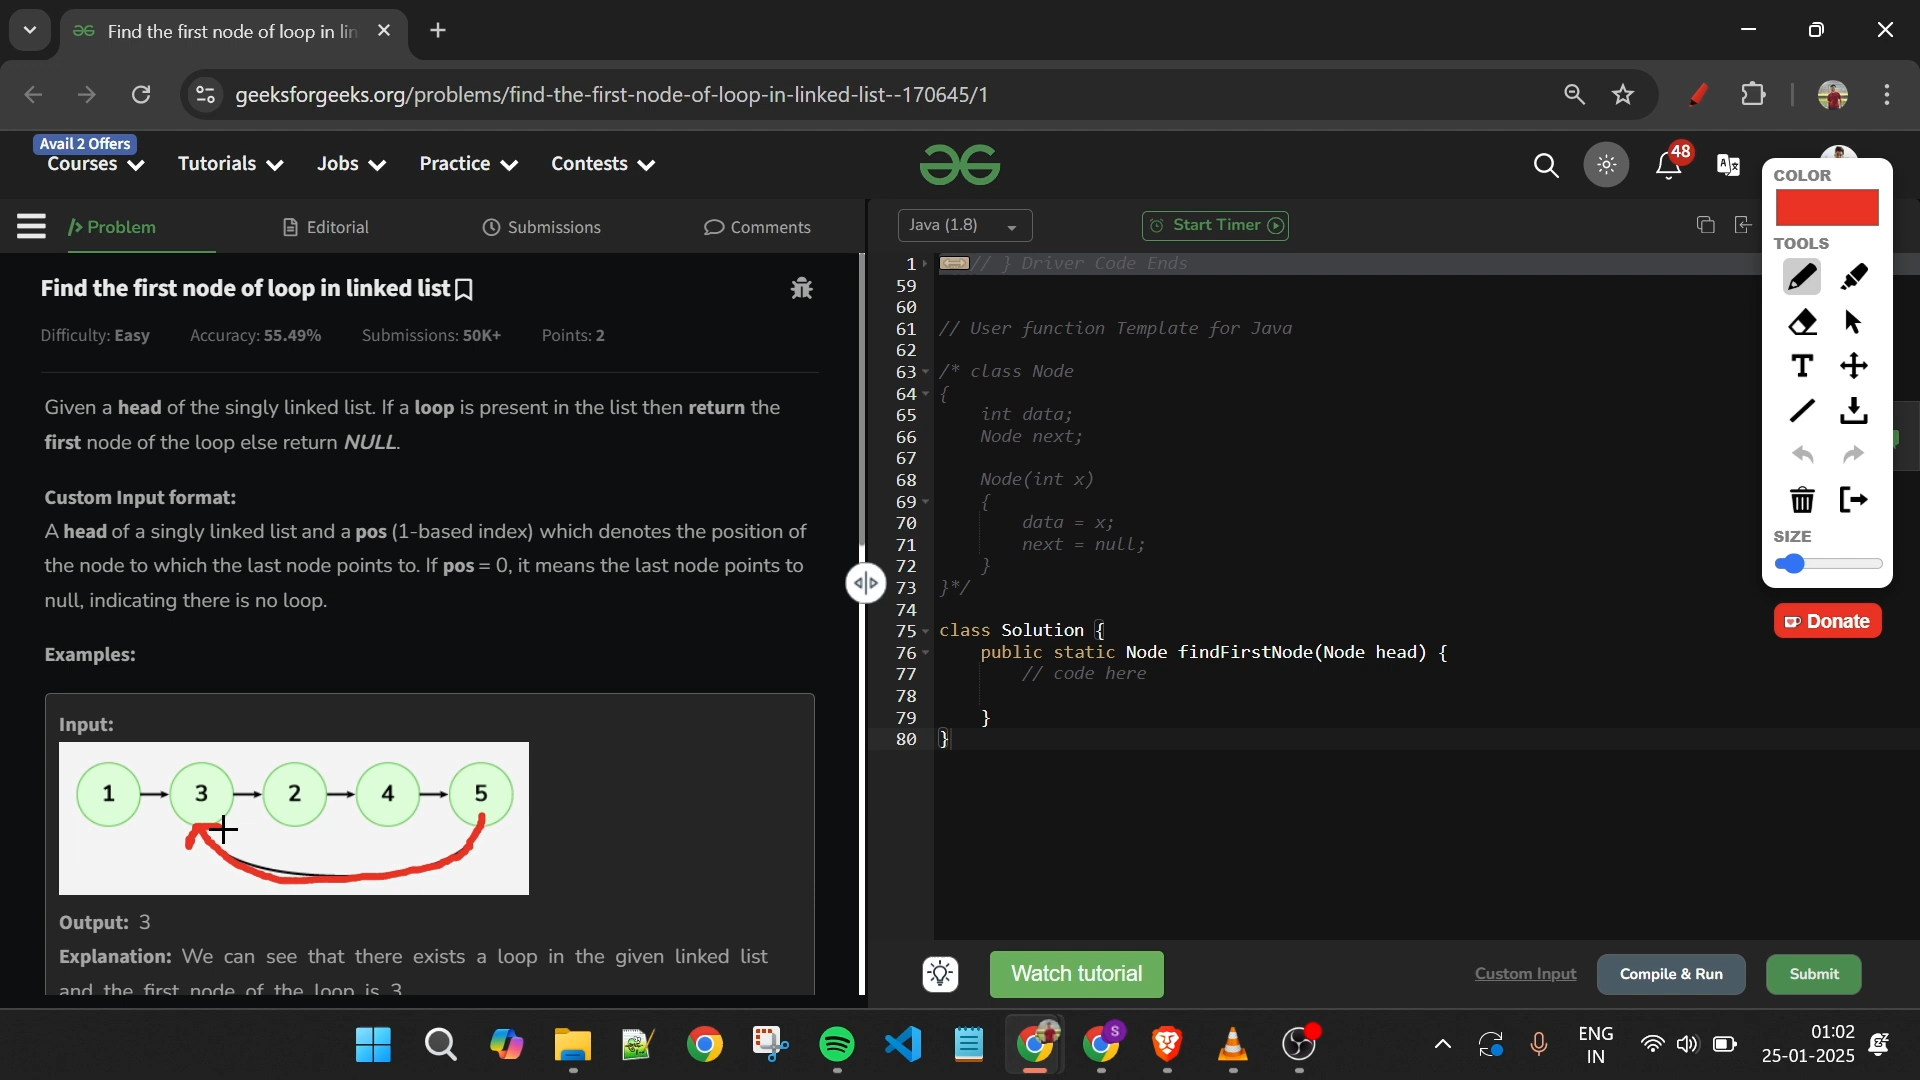 Find the first node of loop in lin
geeksforgeeks.org/problems/find-the-first-node-of-loop-in-linked-list--170645/1
Avail 2 Offers
Courses Tutorials Jobs Practice Contests
48
Problem Editorial Submissions Comments
Find the first node of loop in linked list
Difficulty: Easy Accuracy: 55.49% Submissions: 50K+ Points: 2
Given a head of the singly linked list. If a loop is present in the list then return the
first node of the loop else return NULL.
Custom Input format:
A head of a singly linked list and a pos (1-based index) which denotes the position of
the node to which the last node points to. If pos = 0, it means the last node points to
null, indicating there is no loop.
Examples:
Input:
1 3 2 4 5
Output: 3
Explanation: We can see that there exists a loop in the given linked list
and the first node of the loop is 3
Java (1.8) Start Timer
1 // } Driver Code Ends
59
60
61 // User function Template for Java
62
63 /* class Node
64 {
65 int data;
66 Node next;
67
68 Node(int x)
69 {
70 data = x;
71 next = null;
72 }
73 }*/
74
75 class Solution {
76 public static Node findFirstNode(Node head) {
77 // code here
78
79 }
80 }
COLOR
TOOLS
T
SIZE
Donate
Watch tutorial
Custom Input Compile & Run Submit
S
ENG
IN
01:02
25-01-2025